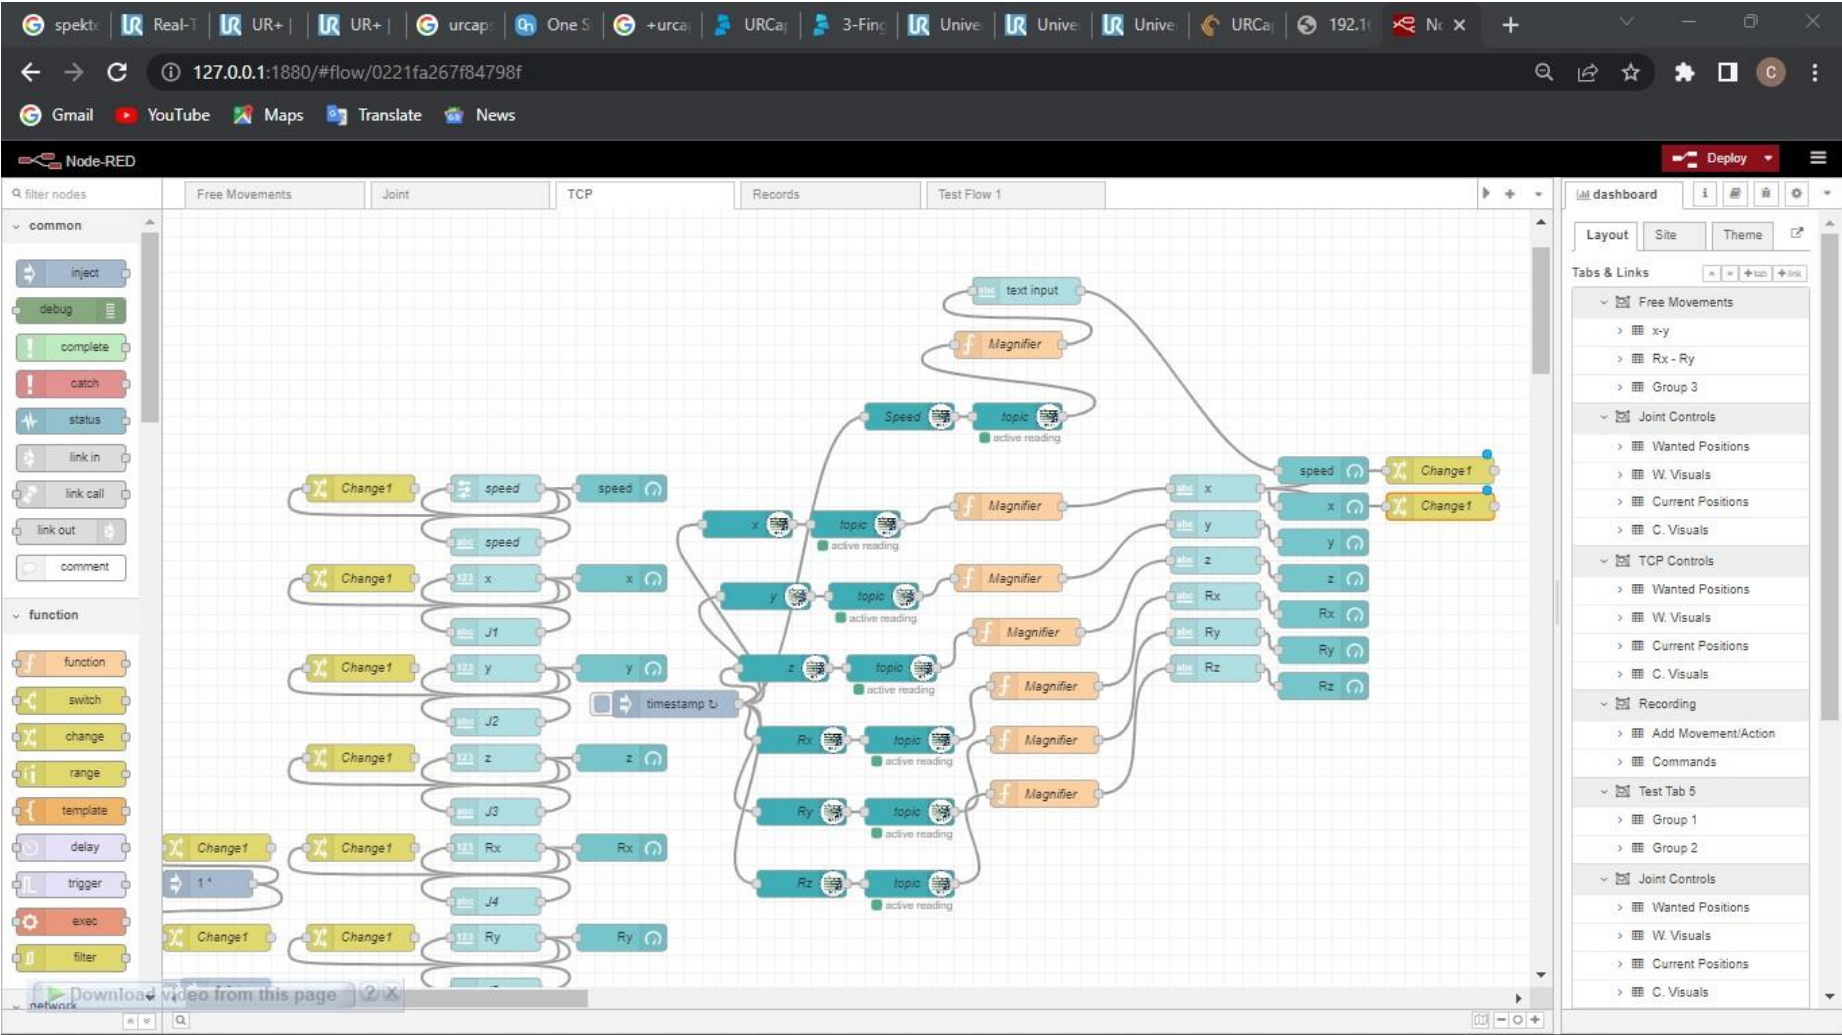 spekt
Real-T
UR+ |
UR+ |
urcap
One S
+urca
URCa
3-Fing
Unive
Unive
Unive
URCa
192.1
127.0.0.1:1880/#flow/0221fa267f84798f
C
Gmail YouTube Maps Translate News
Node-RED
Deploy
filter nodes
Free Movements Joint TCP Records Test Flow 1
common
inject
debug
complete
catch
status
link in
link call
link out
comment
function
function
switch
change
range
template
delay
trigger
exec
filter
network
text input
Magnifier
Speed topic
active reading
speed Change1
x Change1
Change1 speed speed
speed
Magnifier
x
x topic
active reading
y
y
Change1 x x
J1
y topic
active reading
Magnifier
z
z
Rx
Rx
Magnifier
Ry
Ry
Change1 y y
J2
z topic
active reading
Magnifier
Rz
Rz
timestamp ↻
Change1 z z
J3
Rx topic
active reading
Magnifier
Ry topic
active reading
Magnifier
Change1 Change1 Rx Rx
1 *
J4
Rz topic
active reading
Change1 Change1 Ry Ry
Download video from this page ? X
dashboard
Layout Site Theme
Tabs & Links
+tab +link
Free Movements
x-y
Rx - Ry
Group 3
Joint Controls
Wanted Positions
W. Visuals
Current Positions
C. Visuals
TCP Controls
Wanted Positions
W. Visuals
Current Positions
C. Visuals
Recording
Add Movement/Action
Commands
Test Tab 5
Group 1
Group 2
Joint Controls
Wanted Positions
W. Visuals
Current Positions
C. Visuals